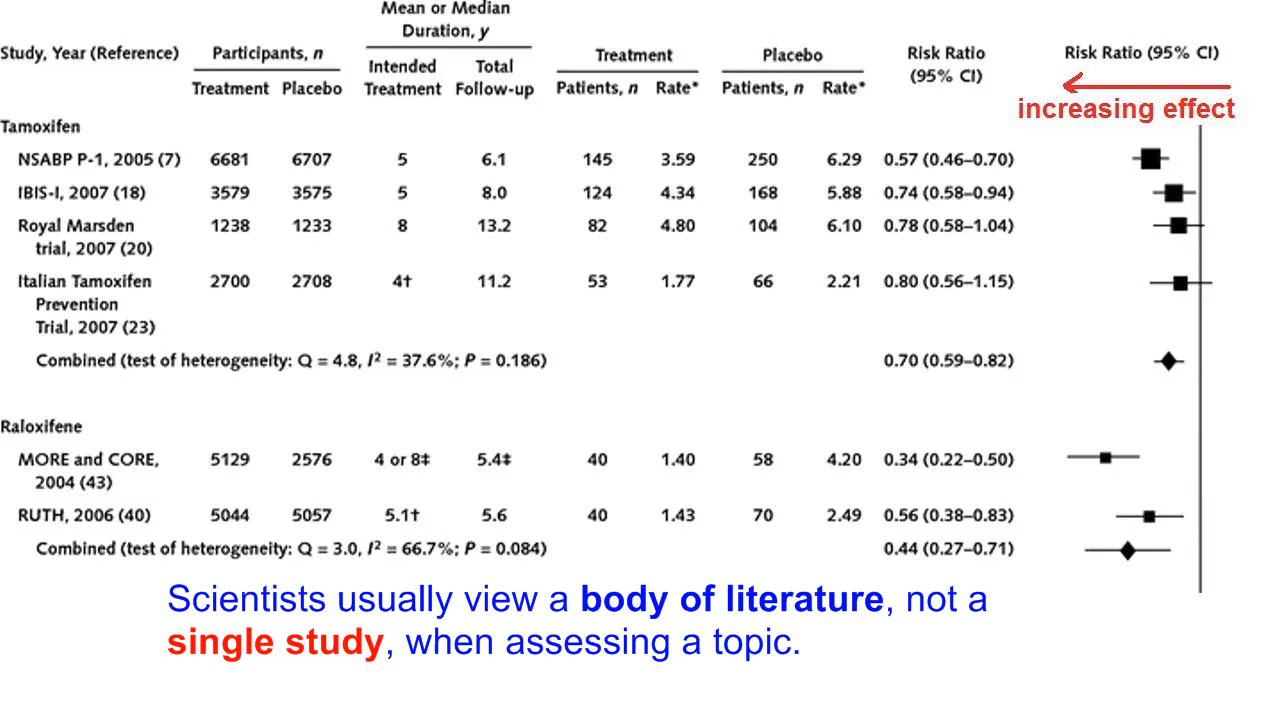 Mean or Median
Duration, y
Study, Year (Reference) Participants, n Treatment Placebo Risk Ratio (95% CI) Risk Ratio (95% CI)
Intended Treatment Total Follow-up
Treatment Placebo Patients, n Rate* Patients, n Rate*
increasing effect
Tamoxifen
NSABP P-1, 2005 (7) 6681 6707 5 6.1 145 3.59 250 6.29 0.57 (0.46–0.70)
IBIS-I, 2007 (18) 3579 3575 5 8.0 124 4.34 168 5.88 0.74 (0.58–0.94)
Royal Marsden 1238 1233 8 13.2 82 4.80 104 6.10 0.78 (0.58–1.04)
trial, 2007 (20)
Italian Tamoxifen 2700 2708 4† 11.2 53 1.77 66 2.21 0.80 (0.56–1.15)
Prevention
Trial, 2007 (23)
Combined (test of heterogeneity: Q = 4.8, I² = 37.6%; P = 0.186) 0.70 (0.59–0.82)
Raloxifene
MORE and CORE, 5129 2576 4 or 8‡ 5.4‡ 40 1.40 58 4.20 0.34 (0.22–0.50)
2004 (43)
RUTH, 2006 (40) 5044 5057 5.1† 5.6 40 1.43 70 2.49 0.56 (0.38–0.83)
Combined (test of heterogeneity: Q = 3.0, I² = 66.7%; P = 0.084) 0.44 (0.27–0.71)
Scientists usually view a body of literature, not a
single study, when assessing a topic.